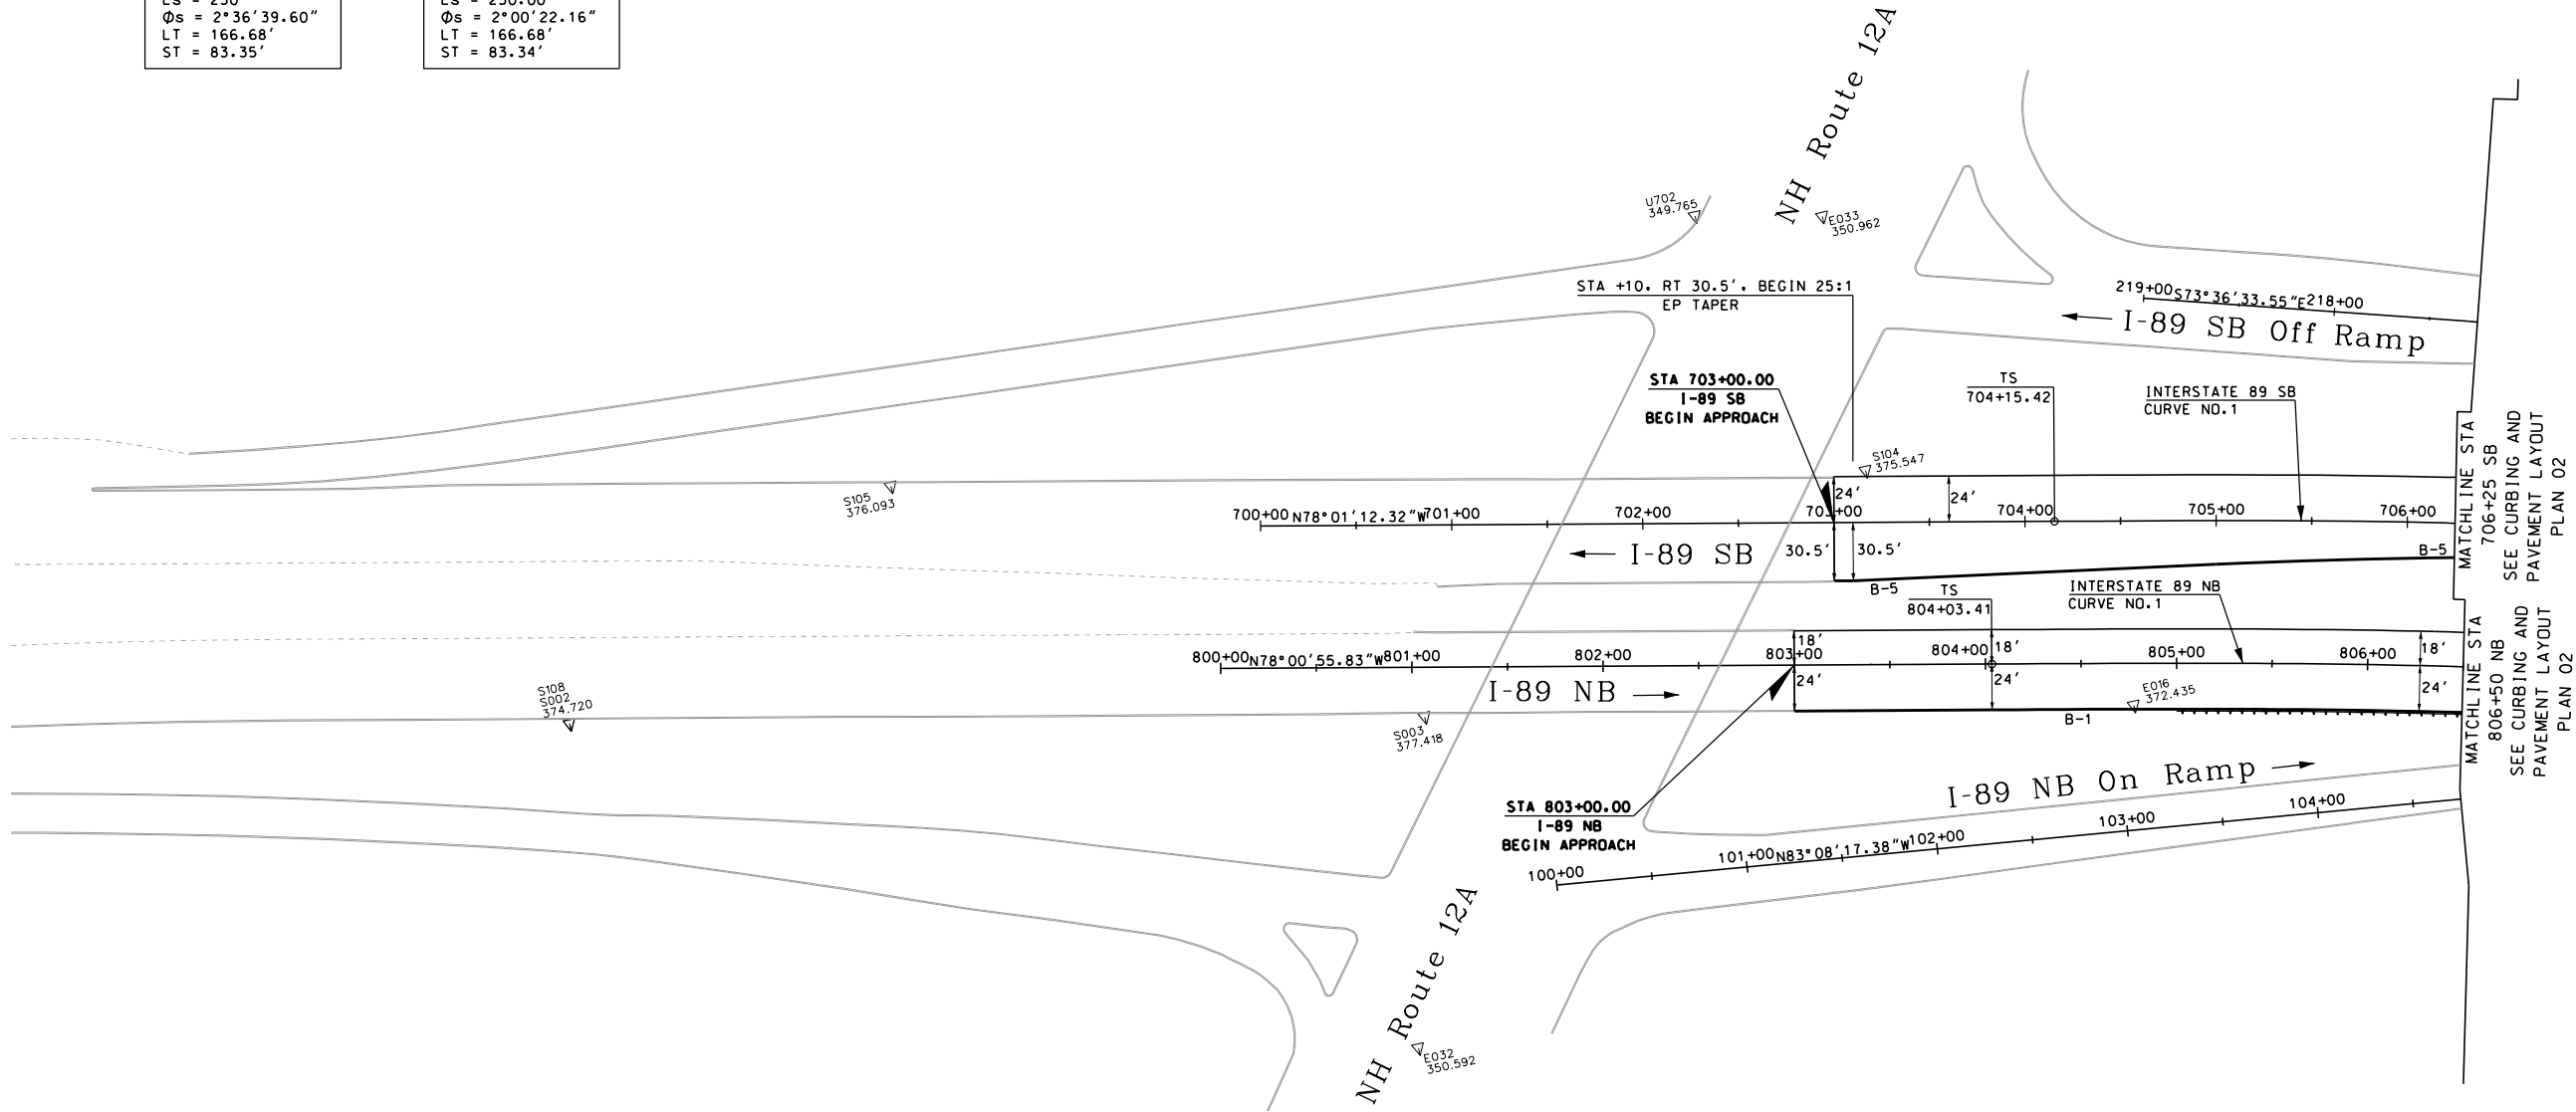 Φs = 2°36'39.60"
LT = 166.68'
ST = 83.35'
Φs = 2°00'22.16"
LT = 166.68'
ST = 83.34'
NH Route 12A
U702
349.765
E033
350.962
STA +10, RT 30.5', BEGIN 25:1
EP TAPER
219+00 S73°36'33.55"E 218+00
I-89 SB Off Ramp
STA 703+00.00
I-89 SB
BEGIN APPROACH
TS
704+15.42
INTERSTATE 89 SB
CURVE NO.1
S104
375.547
S105
376.093
24'
24'
700+00 N78°01'12.32"W 701+00 702+00 703+00 704+00 705+00 706+00
I-89 SB
30.5'
30.5'
B-5
B-5
MATCHLINE STA
706+25 SB
SEE CURBING AND
PAVEMENT LAYOUT
PLAN 02
TS
804+03.41
INTERSTATE 89 NB
CURVE NO.1
18'
18'
18'
800+00 N78°00'55.83"W 801+00 802+00 803+00 804+00 805+00 806+00
I-89 NB
24'
24'
24'
S108
S002
374.720
S003
377.418
E016
372.435
B-1
MATCHLINE STA
806+50 NB
SEE CURBING AND
PAVEMENT LAYOUT
PLAN 02
I-89 NB On Ramp
STA 803+00.00
I-89 NB
BEGIN APPROACH
100+00 101+00 N83°08'17.38"W 102+00 103+00 104+00
NH Route 12A
E032
350.592